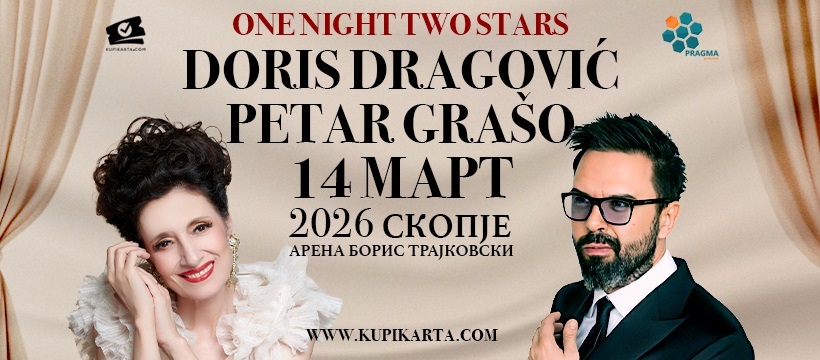 ONE NIGHT TWO STARS
KUPIKARTA.COM
PRAGMA
DORIS DRAGOVIĆ
PETAR GRAŠO
14 МАРТ
2026 СКОПЈЕ
АРЕНА БОРИС ТРАЈКОВСКИ
WWW.KUPIKARTA.COM